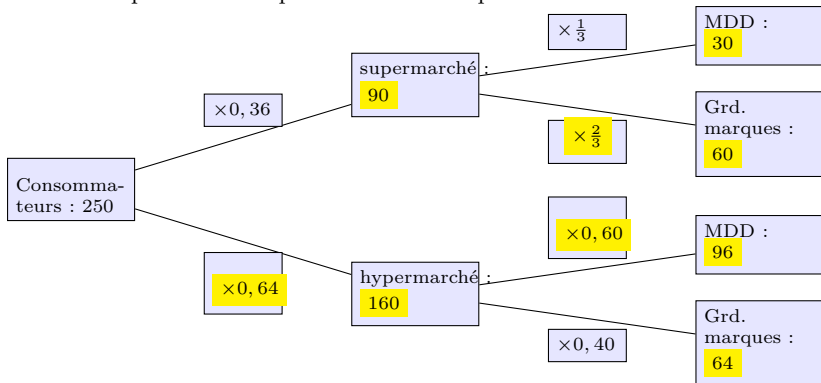 ×1/3
MDD :
30
supermarché :
90
×0, 36
Grd.
marques :
60
×2/3
Consomma-
teurs : 250
×0, 60
MDD :
96
×0, 64
hypermarché :
160
×0, 40
Grd.
marques :
64